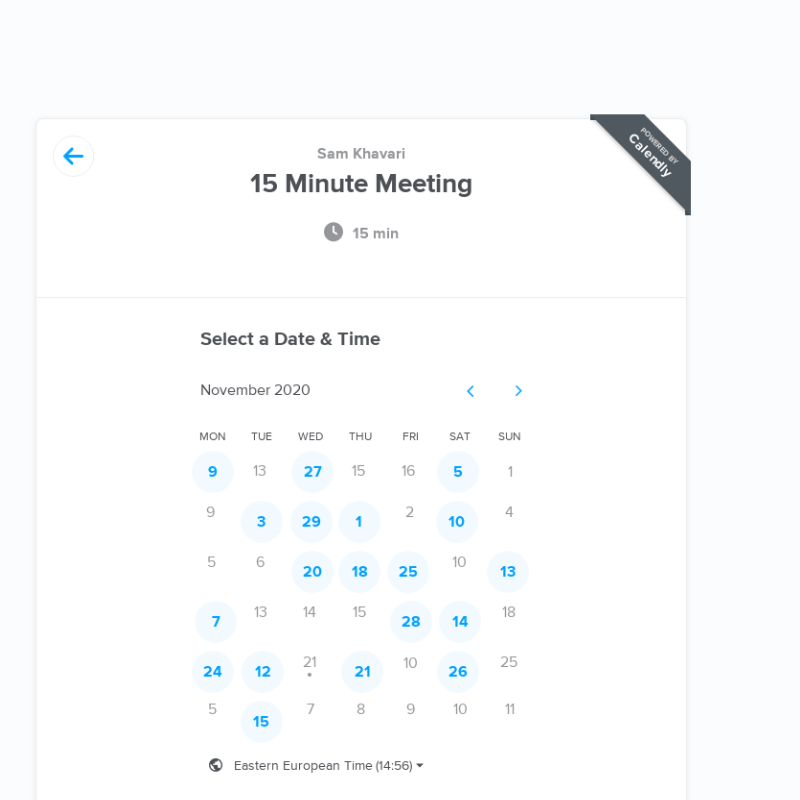 POWERED BY
Calendly
Sam Khavari
15 Minute Meeting
15 min
Select a Date & Time
November 2020
MON TUE WED THU FRI SAT SUN
9 13 27 15 16 5 1
9 3 29 1 2 10 4
5 6 20 18 25 10 13
7 13 14 15 28 14 18
24 12 21 21 10 26 25
5 15 7 8 9 10 11
Eastern European Time (14:56)